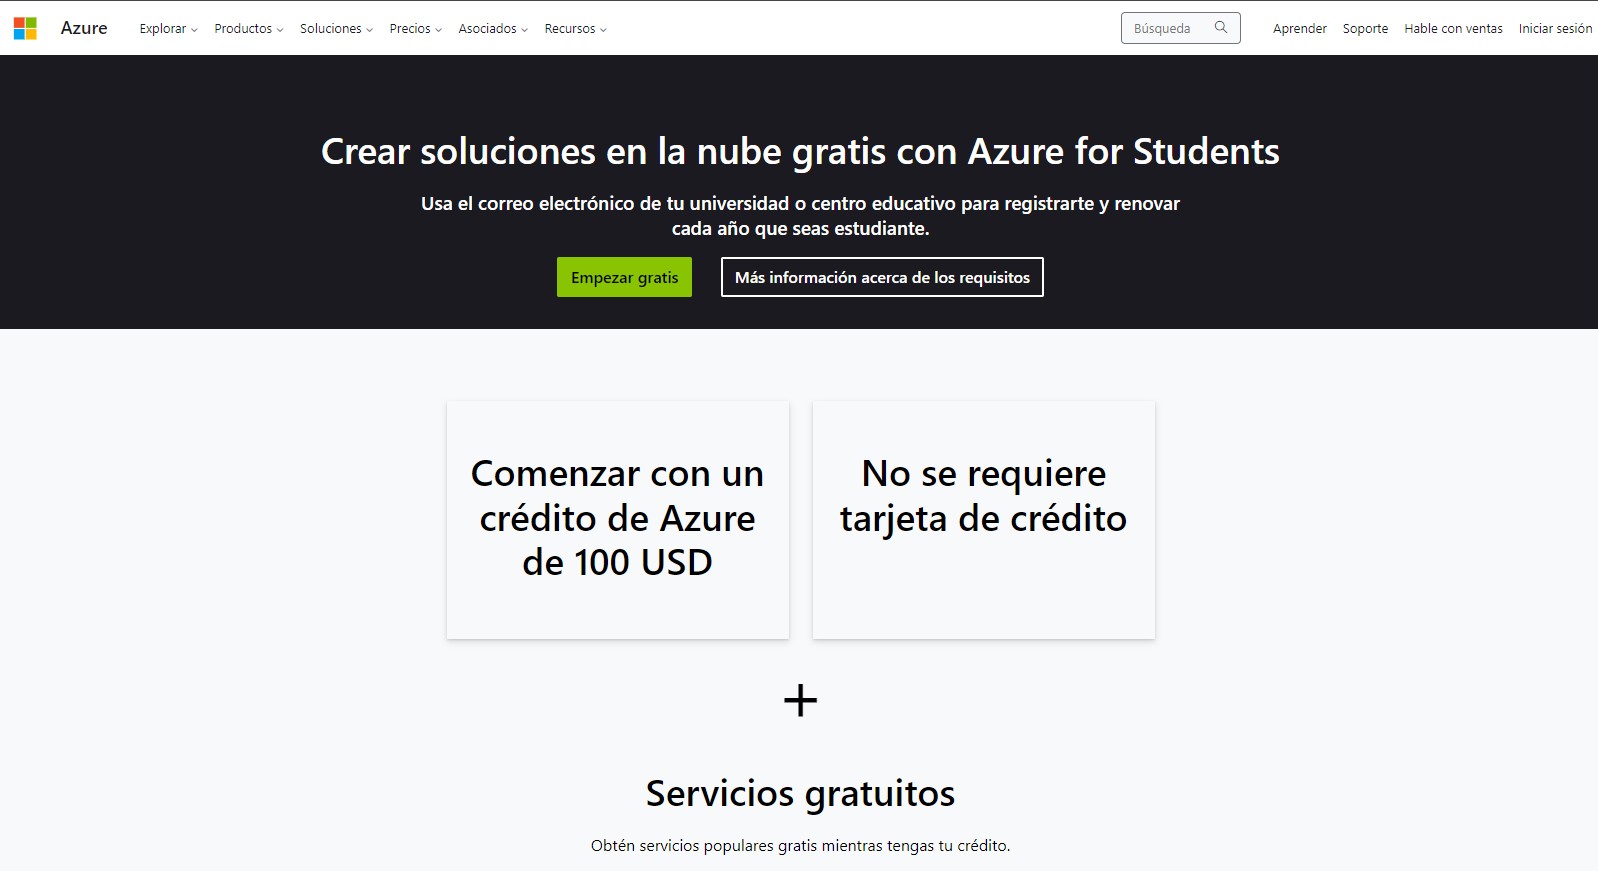 Azure Explorar Productos Soluciones Precios Asociados Recursos Búsqueda Aprender Soporte Hable con ventas Iniciar sesión
Crear soluciones en la nube gratis con Azure for Students
Usa el correo electrónico de tu universidad o centro educativo para registrarte y renovar
cada año que seas estudiante.
Empezar gratis
Más información acerca de los requisitos
Comenzar con un
crédito de Azure
de 100 USD
No se requiere
tarjeta de crédito
+
Servicios gratuitos
Obtén servicios populares gratis mientras tengas tu crédito.